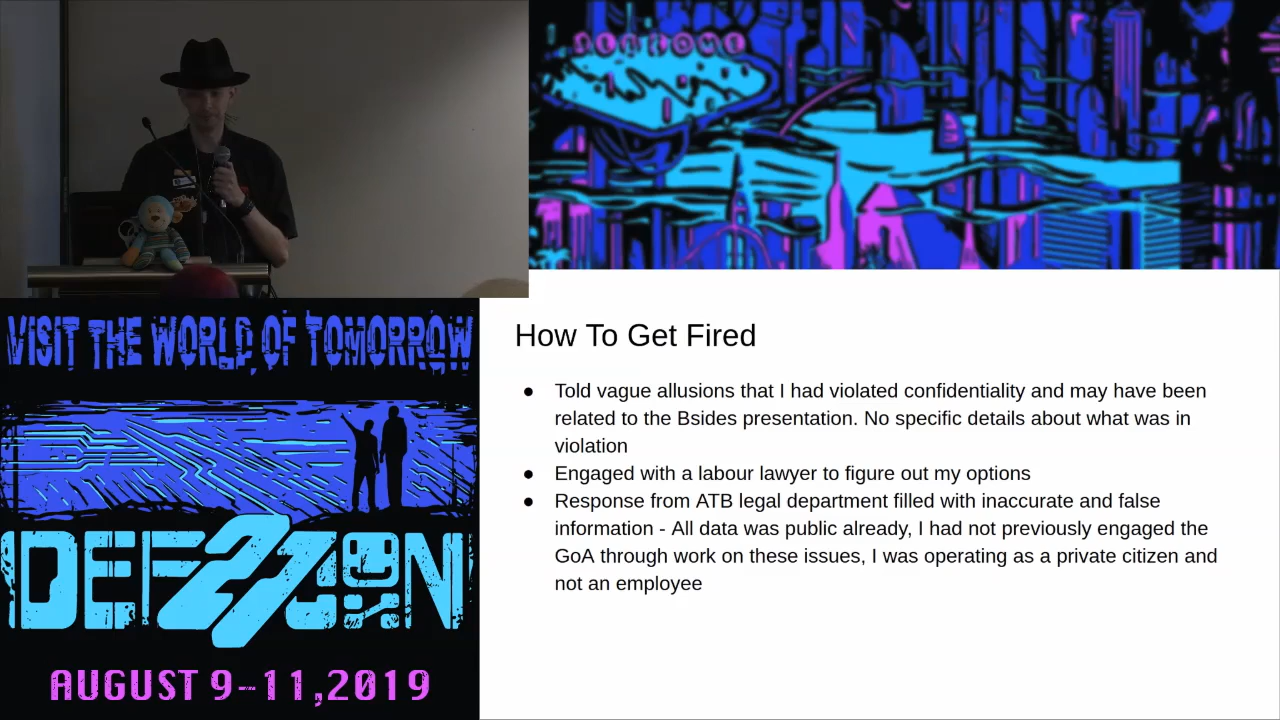 WELCOME
How To Get Fired
● Told vague allusions that I had violated confidentiality and may have been
related to the Bsides presentation. No specific details about what was in
violation
● Engaged with a labour lawyer to figure out my options
● Response from ATB legal department filled with inaccurate and false
information - All data was public already, I had not previously engaged the
GoA through work on these issues, I was operating as a private citizen and
not an employee
VISIT THE WORLD OF TOMORROW
DEF 27 CON
AUGUST 9-11,2019